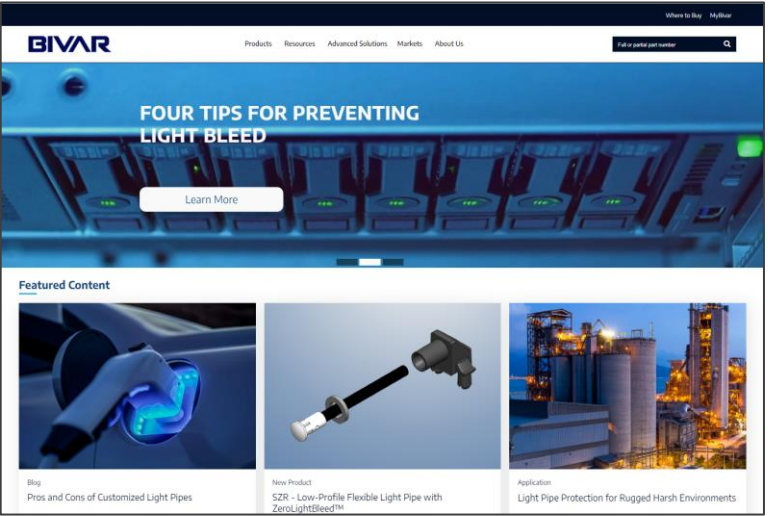 Where to Buy MyBivar
BIVAR
Products Resources Advanced Solutions Markets About Us
Full or partial part number
FOUR TIPS FOR PREVENTING
LIGHT BLEED
Learn More
Featured Content
Blog
Pros and Cons of Customized Light Pipes
New Product
SZR - Low-Profile Flexible Light Pipe with
ZeroLightBleed™
Application
Light Pipe Protection for Rugged Harsh Environments